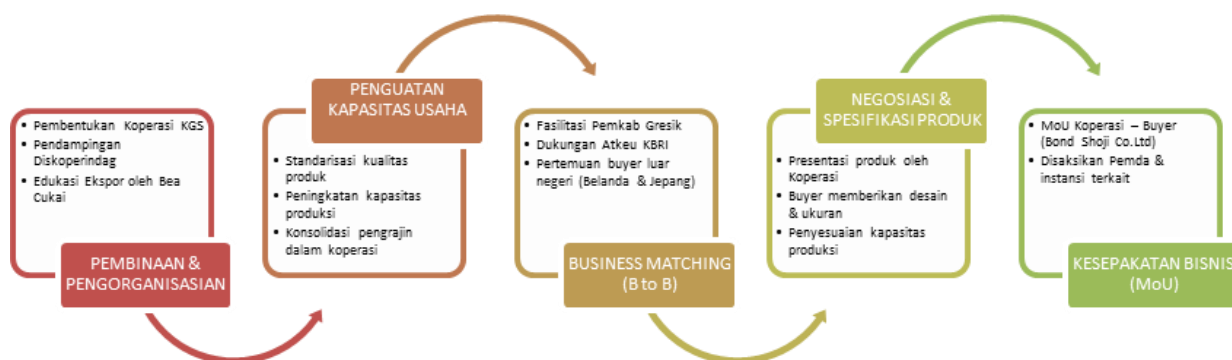 • Pembentukan Koperasi KGS
• Pendampingan
Diskoperindag
• Edukasi Ekspor oleh Bea
Cukai
PEMBINAAN &
PENGORGANISASIAN
PENGUATAN
KAPASITAS USAHA
• Standarisasi kualitas
produk
• Peningkatan kapasitas
produksi
• Konsolidasi pengrajin
dalam koperasi
• Fasilitasi Pemkab Gresik
• Dukungan Atkeu KBRI
• Pertemuan buyer luar
negeri (Belanda & Jepang)
BUSINESS MATCHING
(B to B)
NEGOSIASI &
SPESIFIKASI PRODUK
• Presentasi produk oleh
Koperasi
• Buyer memberikan desain
& ukuran
• Penyesuaian kapasitas
produksi
• MoU Koperasi – Buyer
(Bond Shoji Co.Ltd)
• Disaksikan Pemda &
instansi terkait
KESEPAKATAN BISNIS
(MoU)